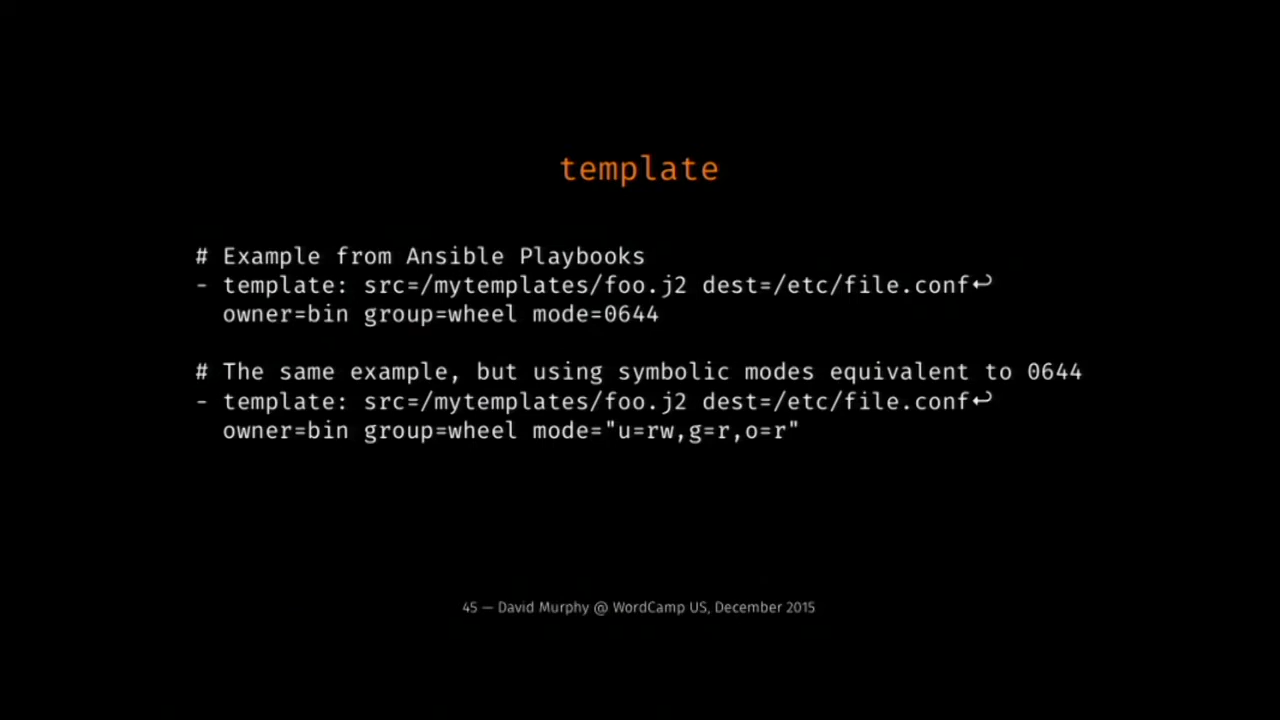 template
# Example from Ansible Playbooks
- template: src=/mytemplates/foo.j2 dest=/etc/file.conf↩
owner=bin group=wheel mode=0644
# The same example, but using symbolic modes equivalent to 0644
- template: src=/mytemplates/foo.j2 dest=/etc/file.conf↩
owner=bin group=wheel mode="u=rw,g=r,o=r"
45 — David Murphy @ WordCamp US, December 2015